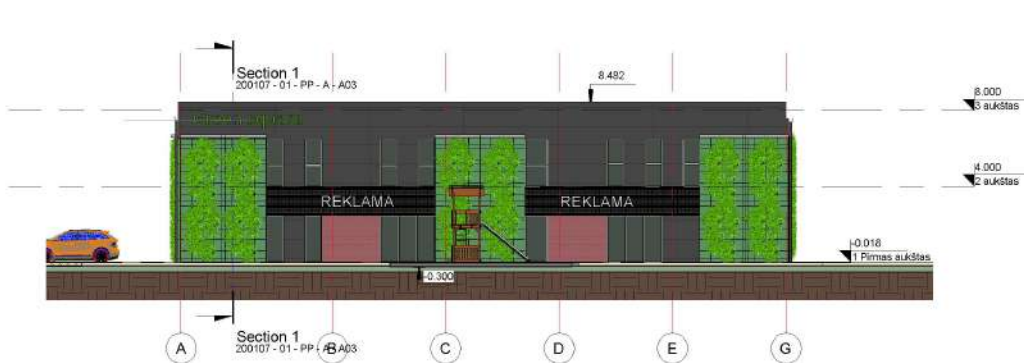 Section 1
200107 - 01 - PP - A - A03
8.482
8.000
3 aukštas
4.000
2 aukštas
REKLAMA
REKLAMA
-0.018
1 Pirmas aukštas
-0.300
Section 1
200107 - 01 - PP - A - A03
A
B
C
D
E
G